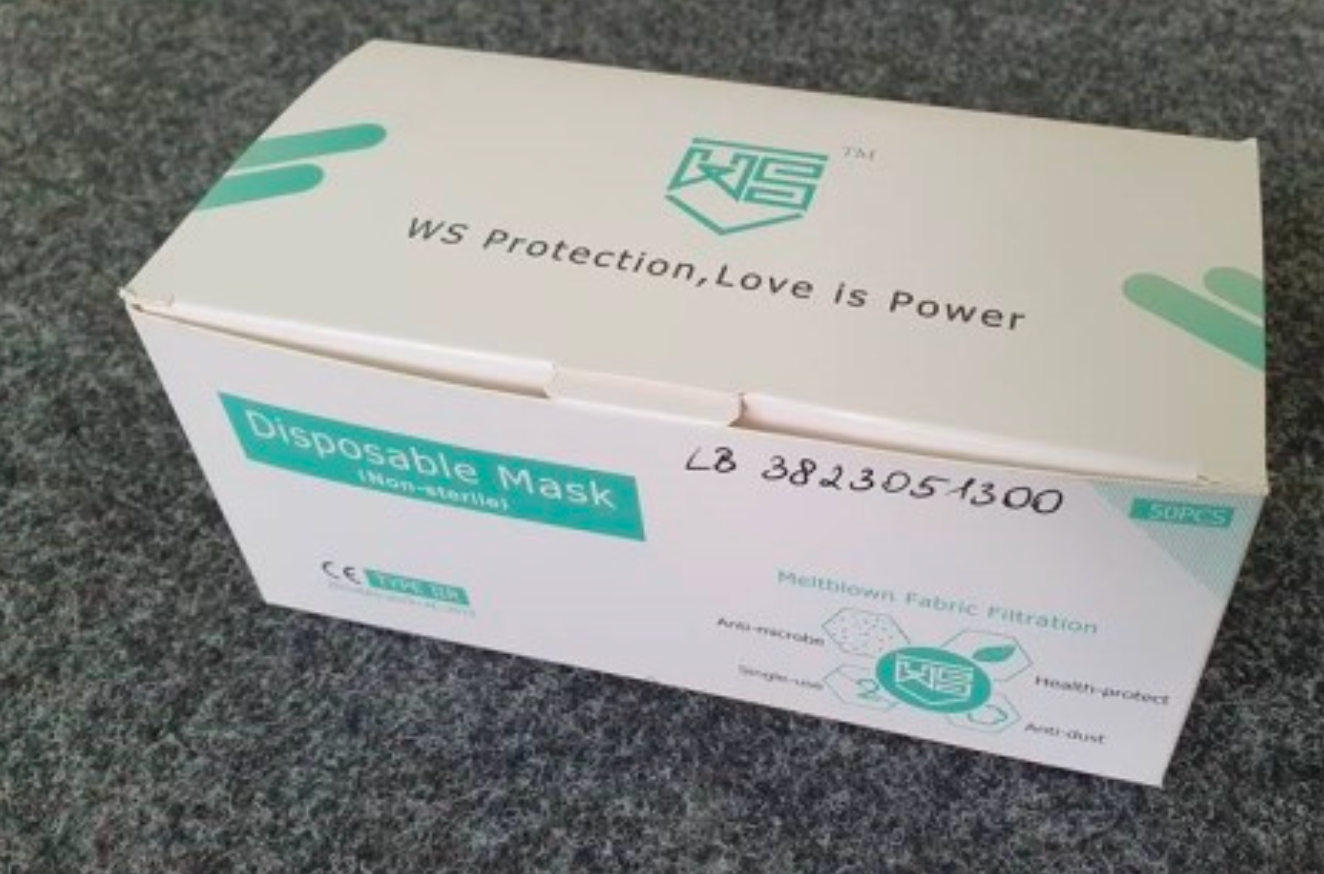 WS
TM
WS Protection,Love is Power
Disposable Mask
(Non-sterile)
LB 3823051300
50PCS
CE TYPE IIR
Meltblown Fabric Filtration
Anti-microbe
Single-use
WS
Health-protect
Anti-dust